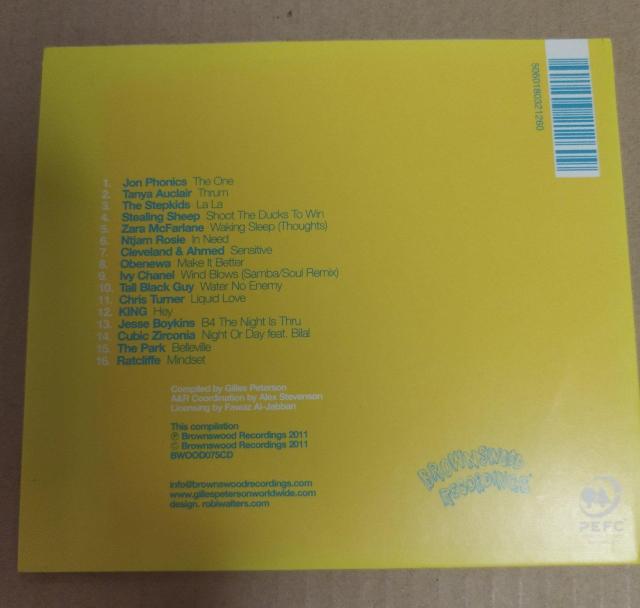 5060180321260
1. Jon Phonics The One
2. Tanya Auclair Thrum
3. The Stepkids La La
4. Stealing Sheep Shoot The Ducks To Win
5. Zara McFarlane Waking Sleep (Thoughts)
6. Ntjam Rosie In Need
7. Cleveland & Ahmed Sensitive
8. Obenewa Make It Better
9. Ivy Chanel Wind Blows (Samba/Soul Remix)
10. Tall Black Guy Water No Enemy
11. Chris Turner Liquid Love
12. KING Hey
13. Jesse Boykins B4 The Night Is Thru
14. Cubic Zirconia Night Or Day feat. Bilal
15. The Park Belleville
16. Ratcliffe Mindset
Compiled by Gilles Peterson
A&R Coordination by Alex Stevenson
Licensing by Fawaz Al-Jabban
This compilation
℗ Brownswood Recordings 2011
© Brownswood Recordings 2011
BWOOD075CD
info@brownswoodrecordings.com
www.gillespetersonworldwide.com
design. robiwalters.com
BROWNSWOOD
RECORDINGS
PEFC